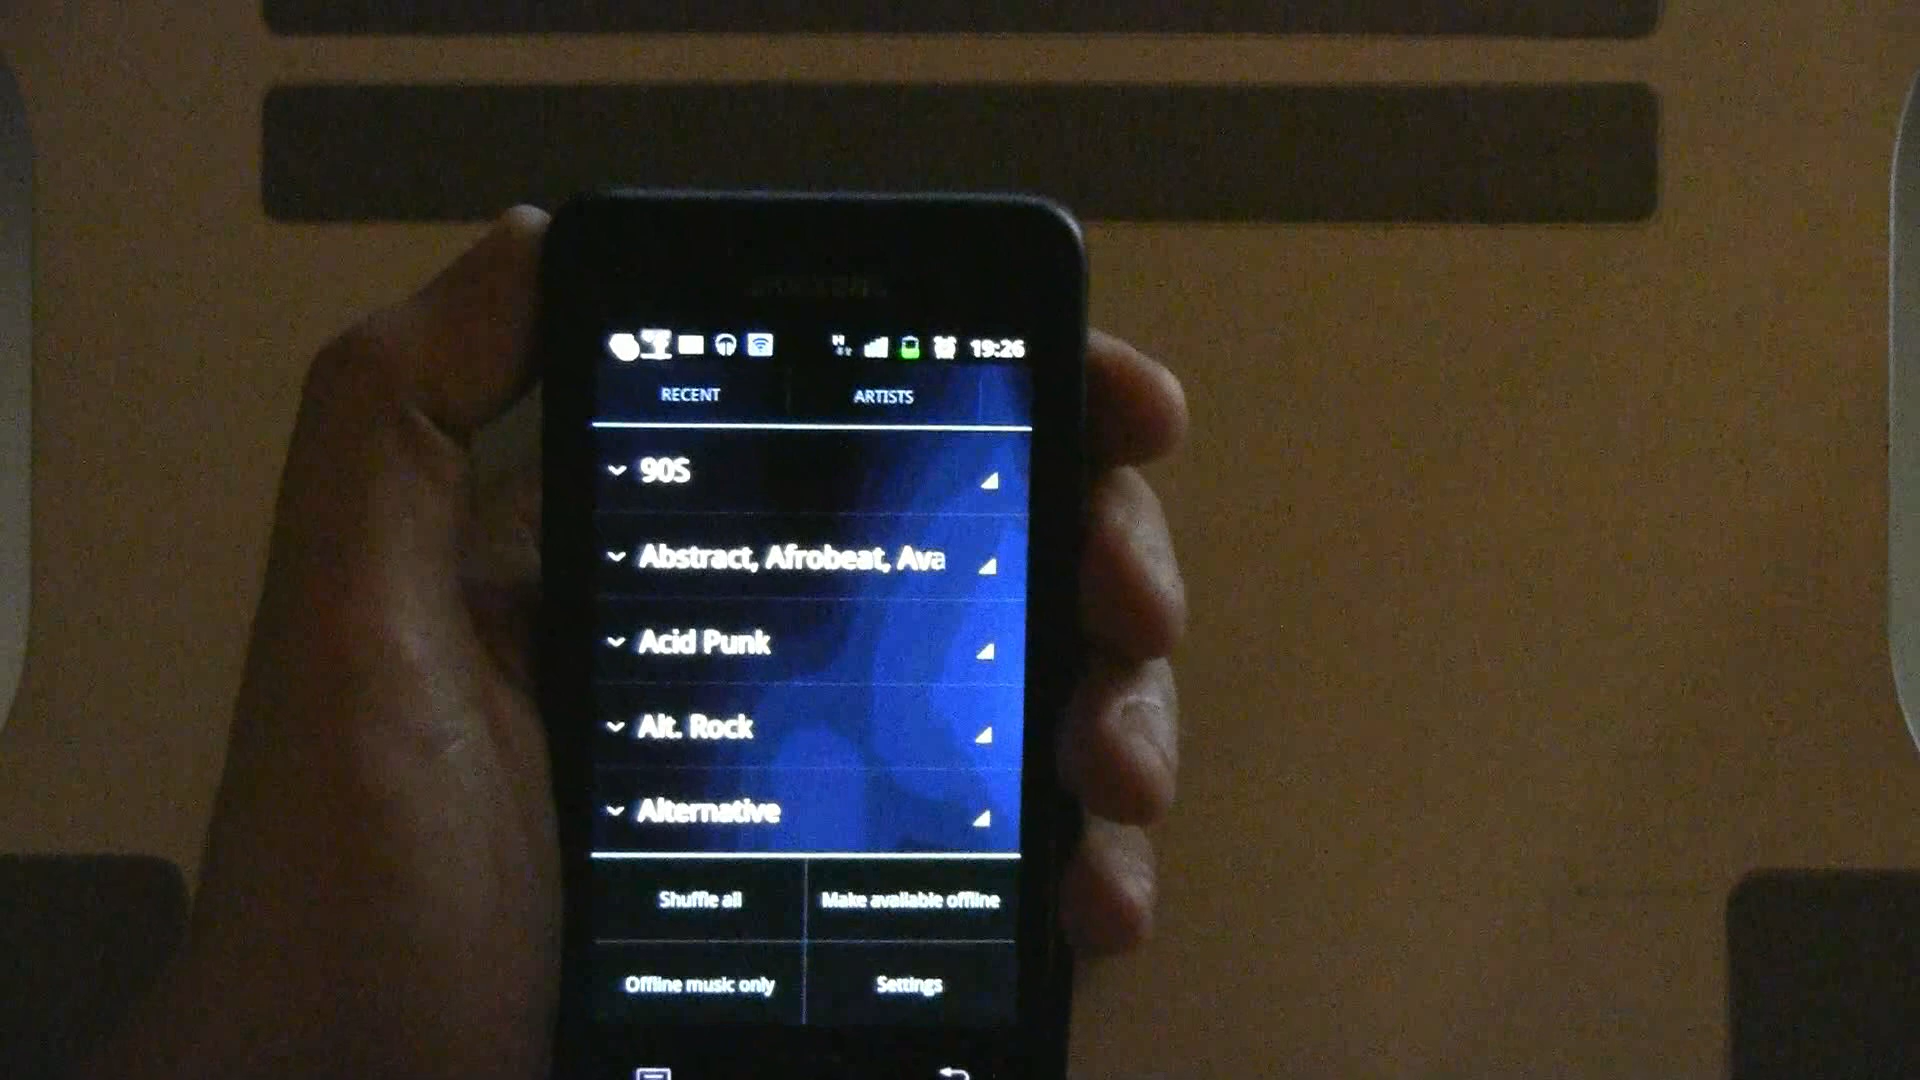 SAMSUNG
19:26
RECENT ARTISTS
90S
Abstract, Afrobeat, Ava
Acid Punk
Alt. Rock
Alternative
Shuffle all Make available offline
Offline music only Settings